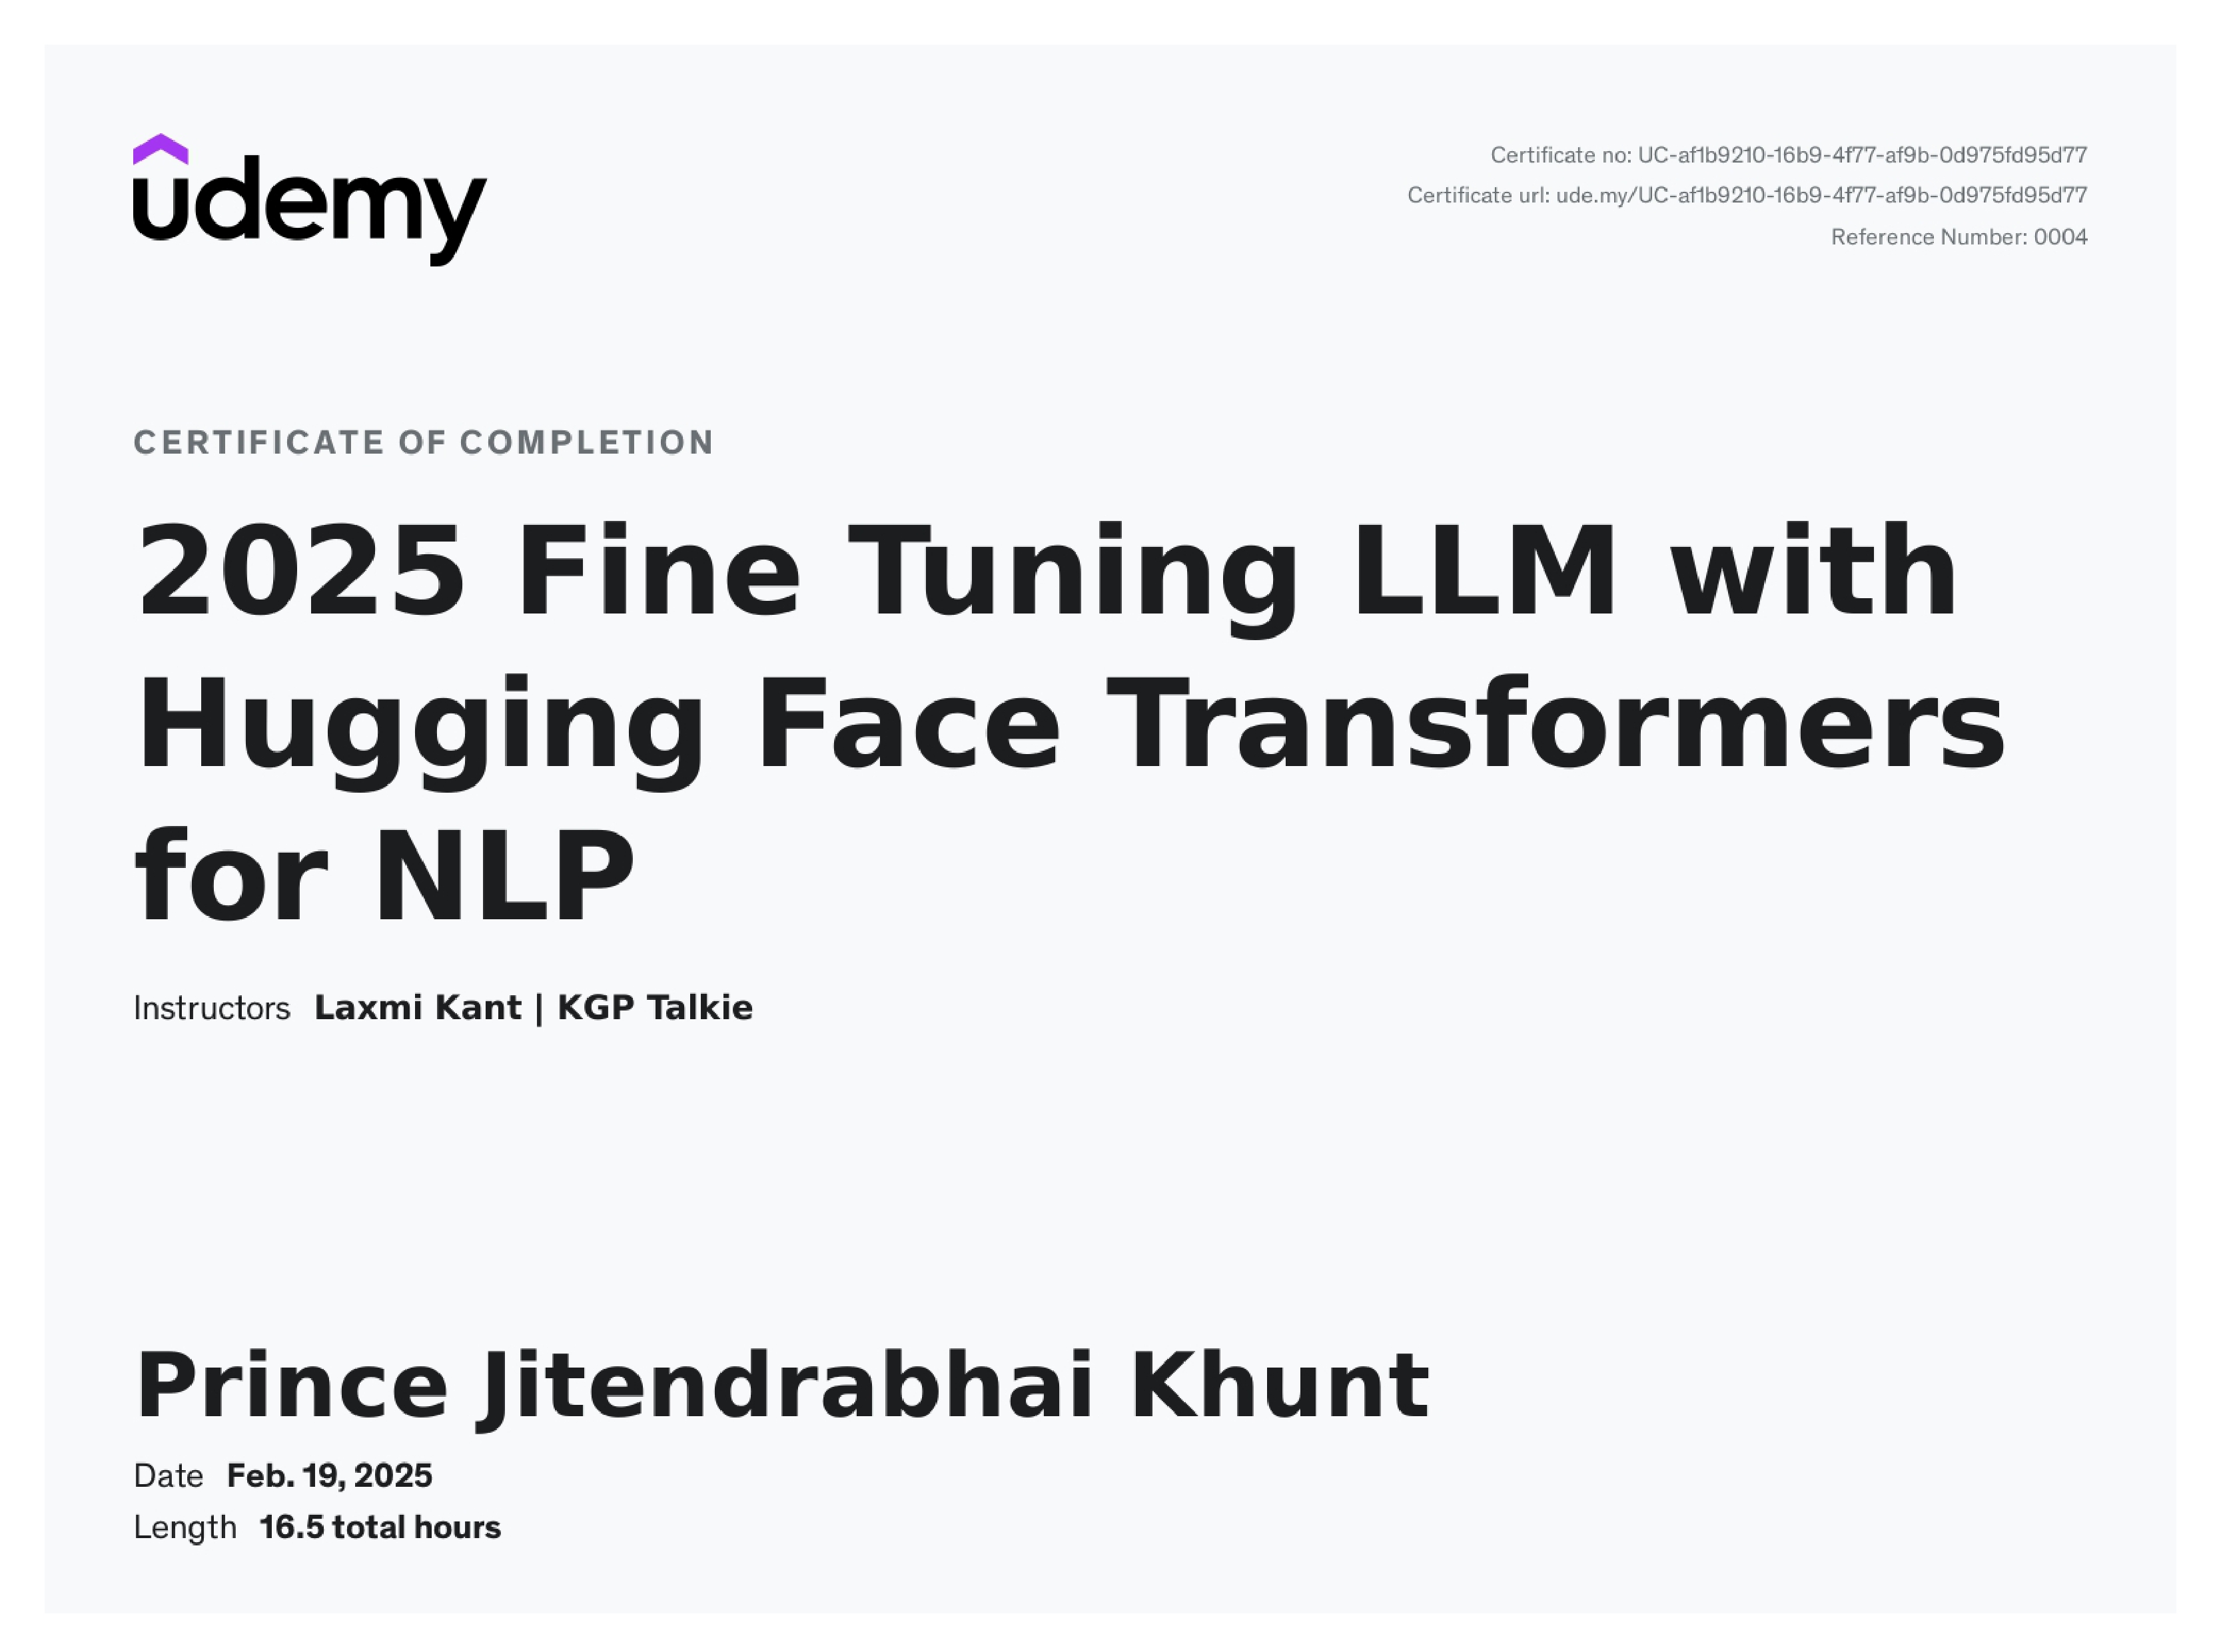 udemy
Certificate no: UC-af1b9210-16b9-4f77-af9b-0d975fd95d77
Certificate url: ude.my/UC-af1b9210-16b9-4f77-af9b-0d975fd95d77
Reference Number: 0004
CERTIFICATE OF COMPLETION
2025 Fine Tuning LLM with
Hugging Face Transformers
for NLP
Instructors Laxmi Kant | KGP Talkie
Prince Jitendrabhai Khunt
Date Feb. 19, 2025
Length 16.5 total hours